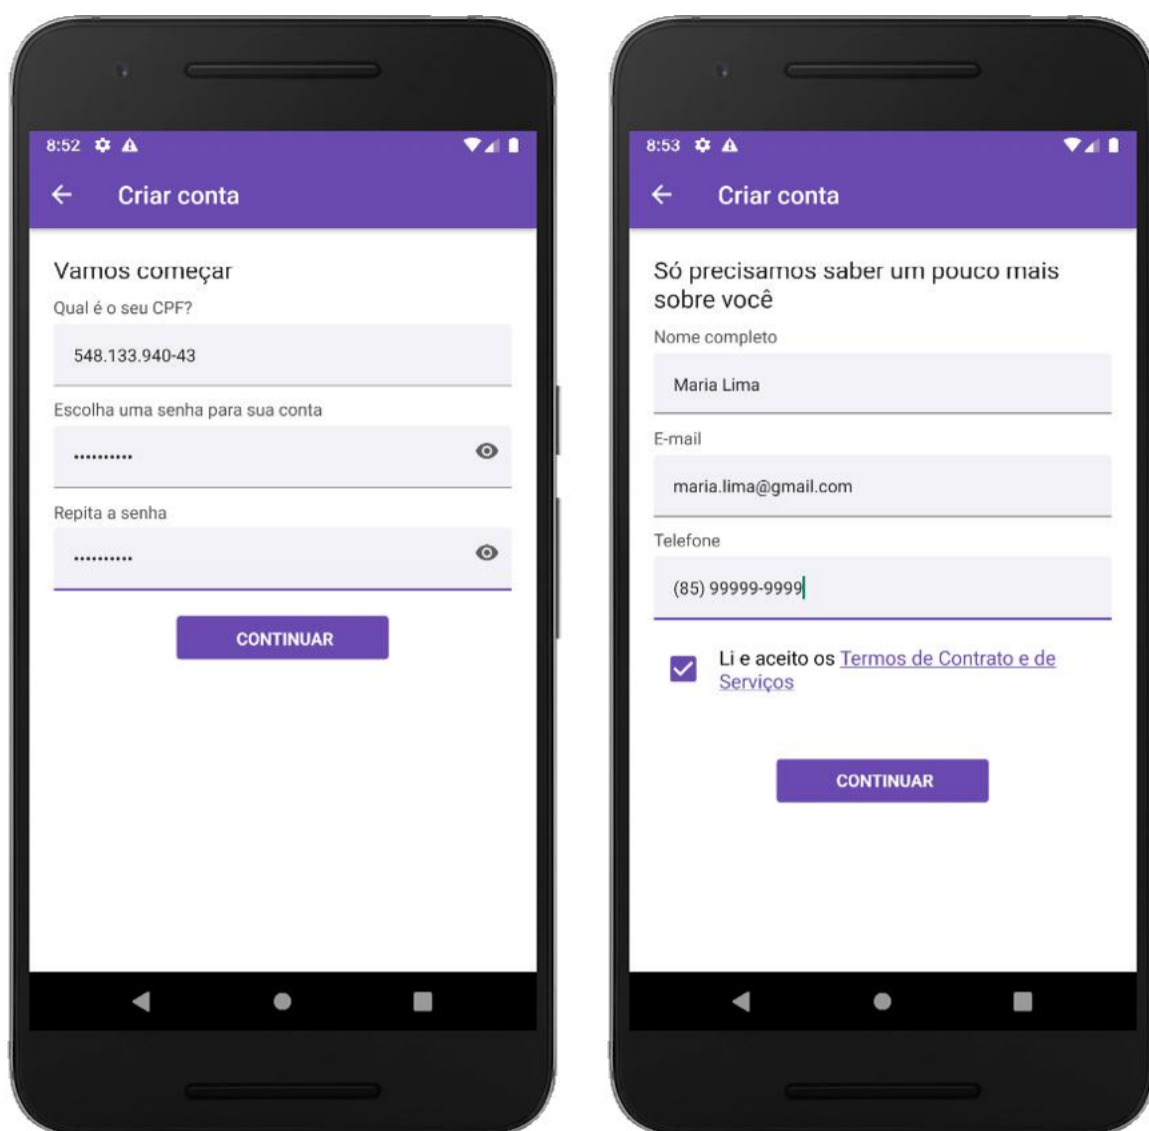 8:52
Criar conta
Vamos começar
Qual é o seu CPF?
548.133.940-43
Escolha uma senha para sua conta
••••••••••
Repita a senha
••••••••••
CONTINUAR
8:53
Criar conta
Só precisamos saber um pouco mais
sobre você
Nome completo
Maria Lima
E-mail
maria.lima@gmail.com
Telefone
(85) 99999-9999
Li e aceito os Termos de Contrato e de
Serviços
CONTINUAR